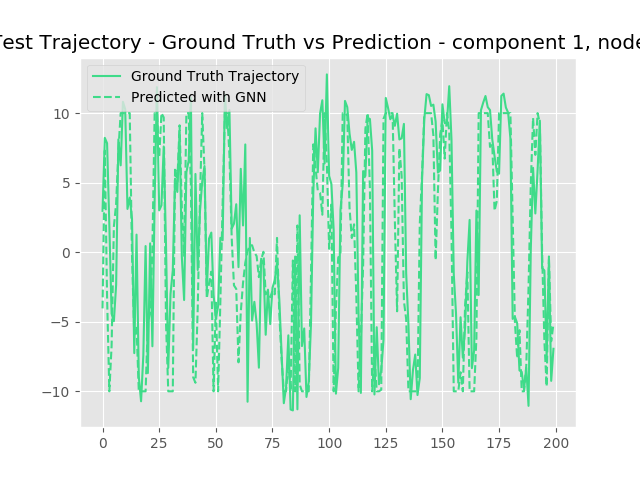 Test Trajectory - Ground Truth vs Prediction - component 1, node
Ground Truth Trajectory
Predicted with GNN
10
5
0
−5
−10
0 25 50 75 100 125 150 175 200